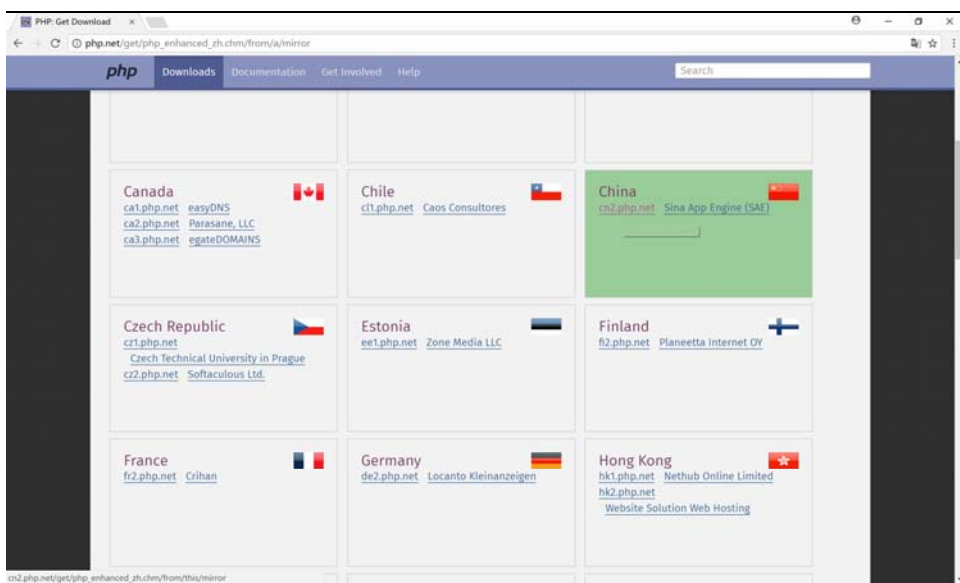 PHP: Get Download
php.net/get/php_enhanced_zh.chm/from/a/mirror
php Downloads Documentation Get Involved Help Search
Canada
ca1.php.net easyDNS
ca2.php.net Parasane, LLC
ca3.php.net egateDOMAINS
Chile
cl1.php.net Caos Consultores
China
cn2.php.net Sina App Engine (SAE)
Czech Republic
cz1.php.net
Czech Technical University in Prague
cz2.php.net Softaculous Ltd.
Estonia
ee1.php.net Zone Media LLC
Finland
fi2.php.net Planeetta Internet OY
France
fr2.php.net Crihan
Germany
de2.php.net Locanto Kleinanzeigen
Hong Kong
hk1.php.net Nethub Online Limited
hk2.php.net
Website Solution Web Hosting
cn2.php.net/get/php_enhanced_zh.chm/from/this/mirror